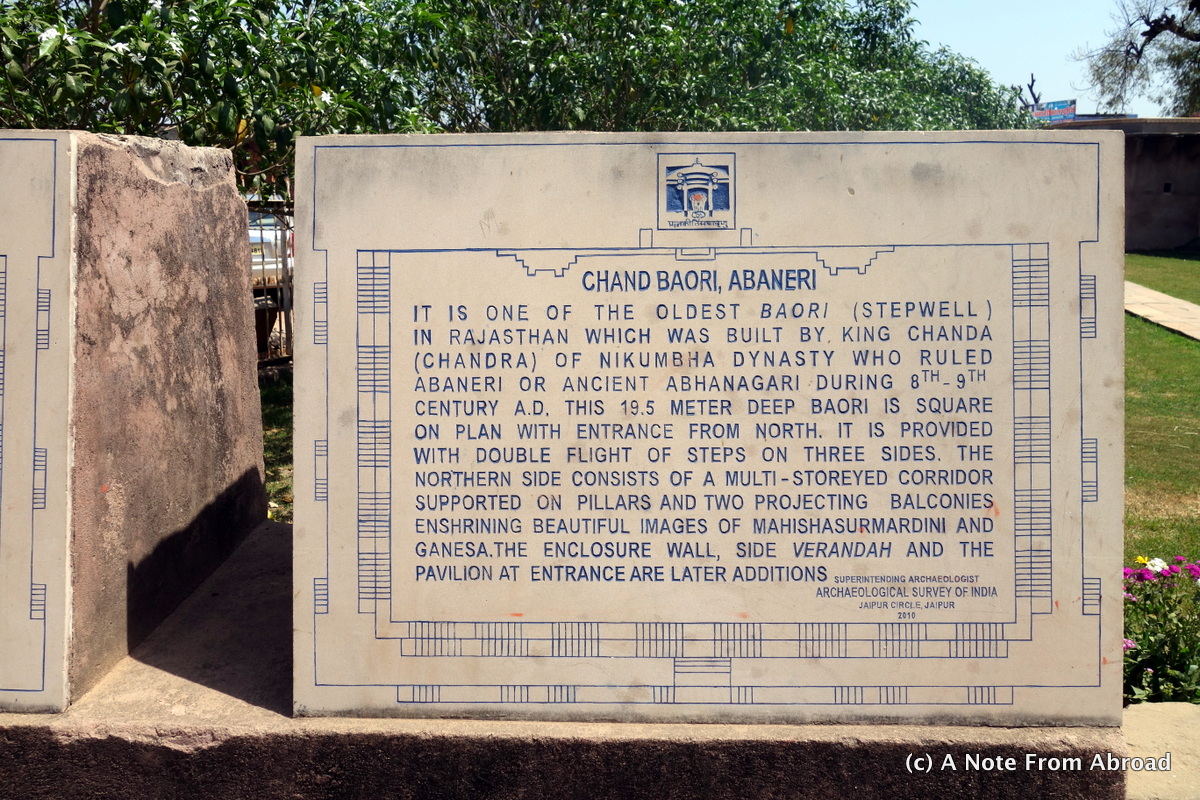 CHAND BAORI, ABANERI
IT IS ONE OF THE OLDEST BAORI (STEPWELL)
IN RAJASTHAN WHICH WAS BUILT BY. KING CHANDA
(CHANDRA) OF NIKUMBHA DYNASTY WHO RULED
ABANERI OR ANCIENT ABHANAGARI DURING 8TH - 9TH
CENTURY A.D. THIS 19.5 METER DEEP BAORI IS SQUARE
ON PLAN WITH ENTRANCE FROM NORTH. IT IS PROVIDED
WITH DOUBLE FLIGHT OF STEPS ON THREE SIDES. THE
NORTHERN SIDE CONSISTS OF A MULTI-STOREYED CORRIDOR
SUPPORTED ON PILLARS AND TWO PROJECTING BALCONIES
ENSHRINING BEAUTIFUL IMAGES OF MAHISHASURMARDINI AND
GANESA.THE ENCLOSURE WALL, SIDE VERANDAH AND THE
PAVILION AT ENTRANCE ARE LATER ADDITIONS
SUPERINTENDING ARCHAEOLOGIST
ARCHAEOLOGICAL SURVEY OF INDIA
JAIPUR CIRCLE, JAIPUR
2010
(c) A Note From Abroad